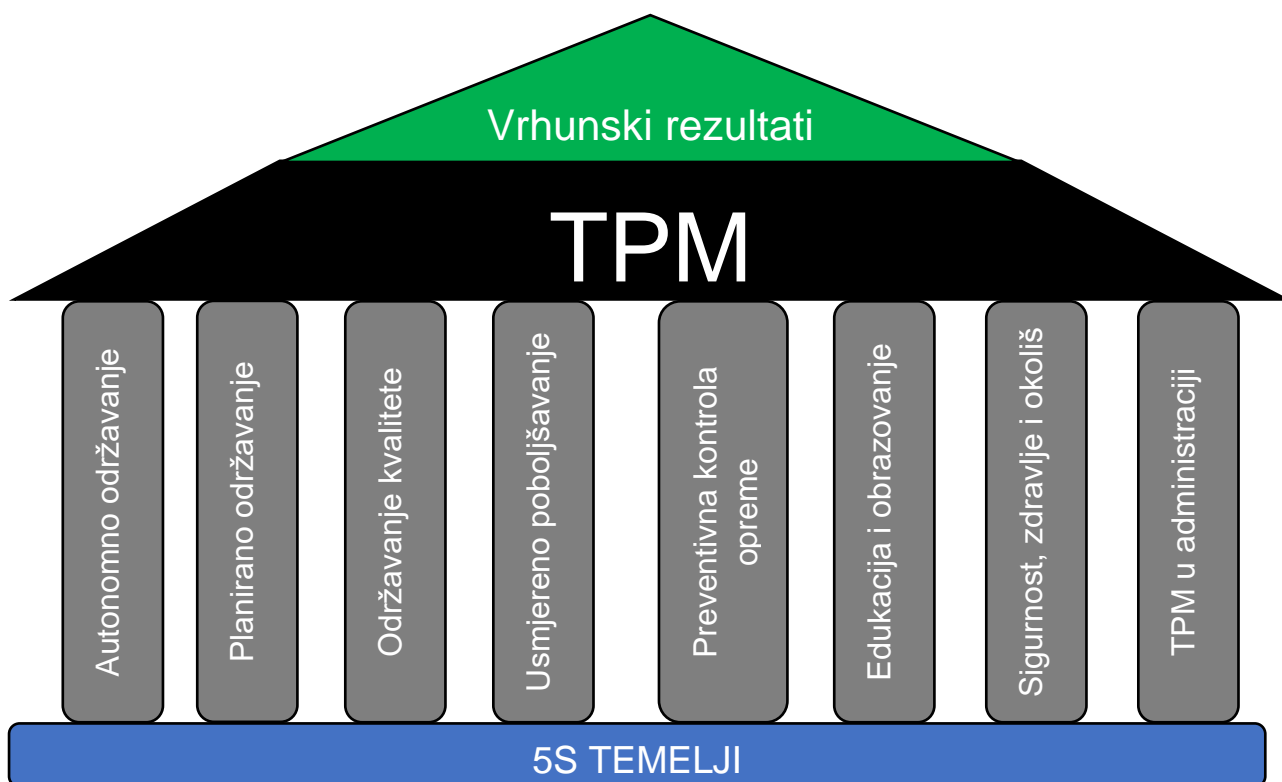 Vrhunski rezultati
TPM
Autonomno održavanje
Planirano održavanje
Održavanje kvalitete
Usmjereno poboljšavanje
Preventivna kontrola
opreme
Edukacija i obrazovanje
Sigurnost, zdravlje i okoliš
TPM u administraciji
5S TEMELJI